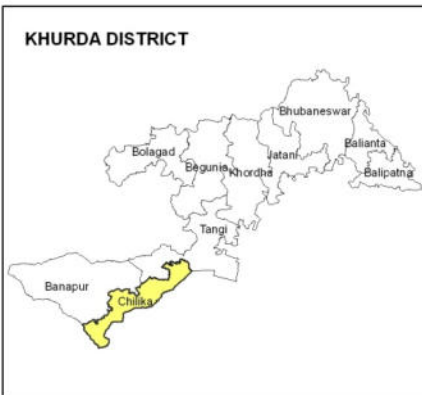 KHURDA DISTRICT
Bhubaneswar
Balianta
Bolagad
Jatani
Begunia
Khordha
Balipatna
Tangi
Banapur
Chilika